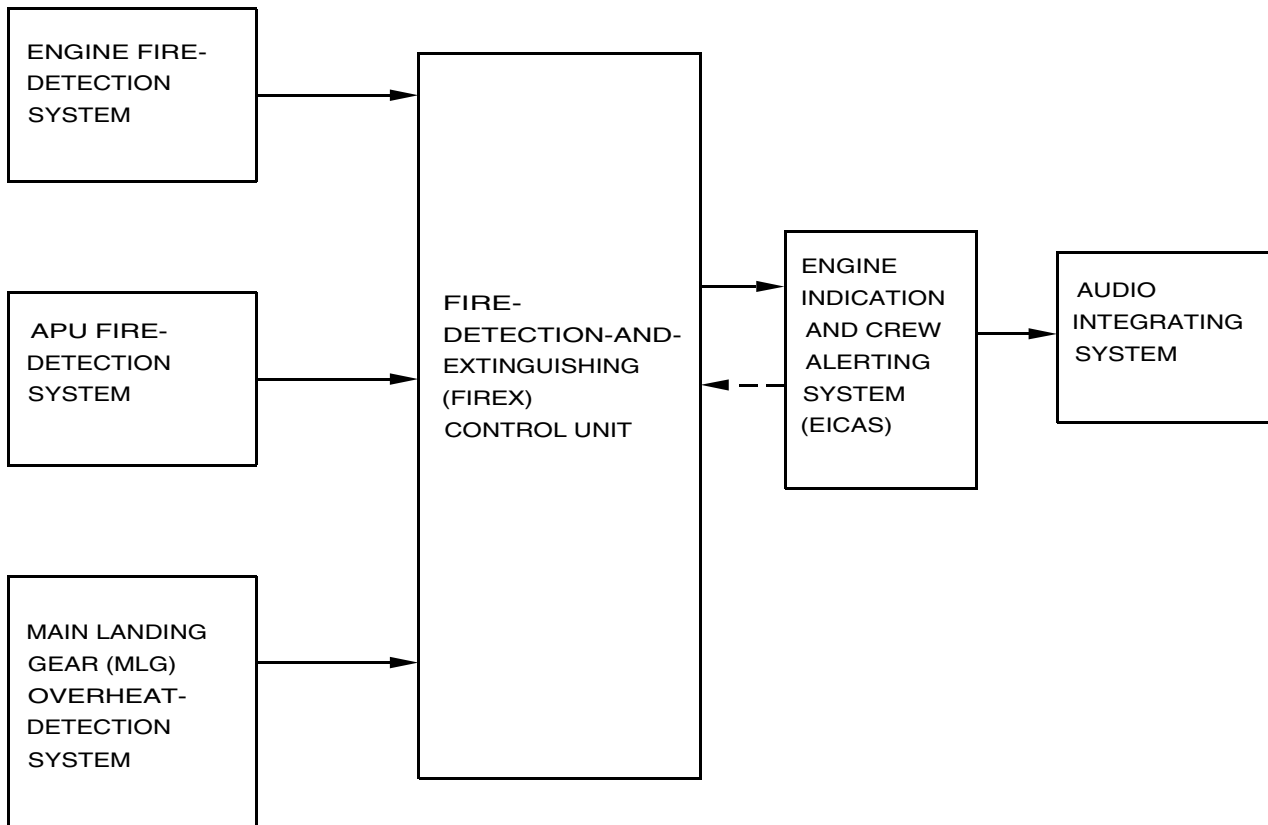 ENGINE FIRE-
DETECTION
SYSTEM
APU FIRE-
DETECTION
SYSTEM
MAIN LANDING
GEAR (MLG)
OVERHEAT-
DETECTION
SYSTEM
FIRE-
DETECTION-AND-
EXTINGUISHING
(FIREX)
CONTROL UNIT
ENGINE
INDICATION
AND CREW
ALERTING
SYSTEM
(EICAS)
AUDIO
INTEGRATING
SYSTEM